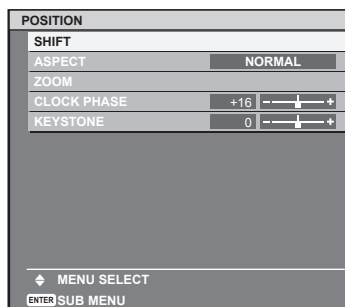 POSITION
SHIFT
ASPECT NORMAL
ZOOM
CLOCK PHASE +16 - +
KEYSTONE 0 - +
MENU SELECT
ENTER SUB MENU